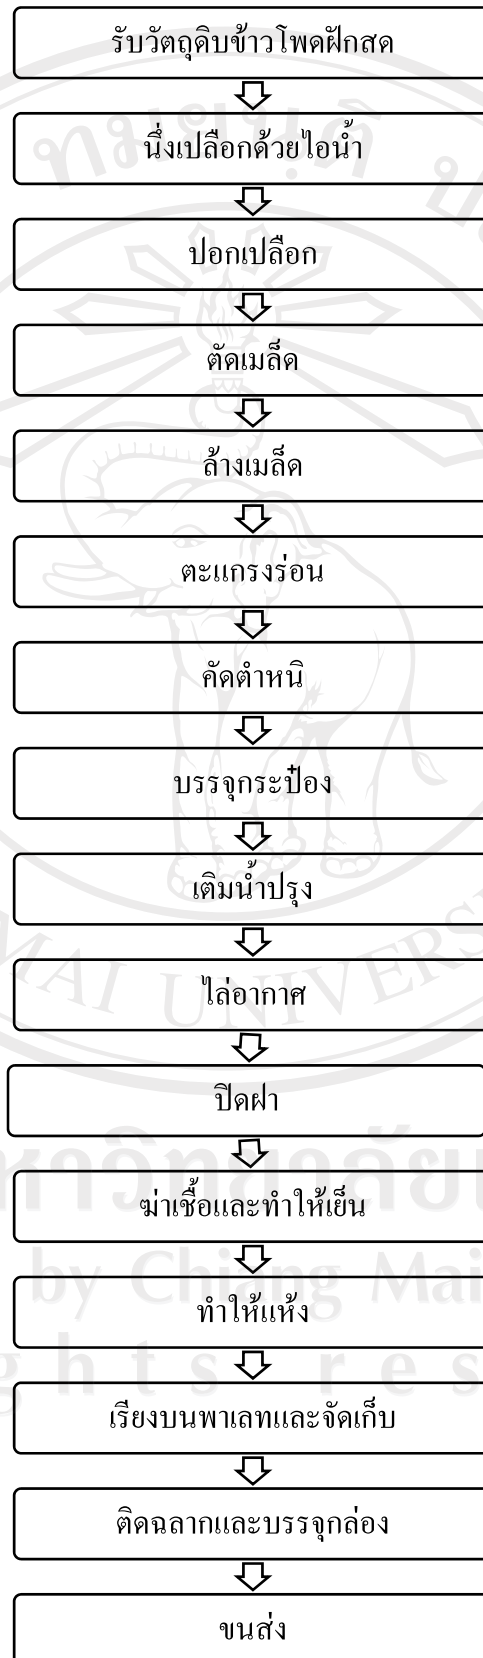 รับวัตถุดิบข้าวโพดฝักสด
นึ่งเปลือกด้วยไอน้ำ
ปอกเปลือก
ตัดเมล็ด
ล้างเมล็ด
ตะแกรงร่อน
คัดตำหนิ
บรรจุกระป๋อง
เติมน้ำปรุง
ไล่อากาศ
MAI UNIVERS
ปิดฝา
ฆ่าเชื้อและทำให้เย็น
by Chiang Mai
ทำให้แห้ง
ghts res
เรียงบนพาเลทและจัดเก็บ
ติดฉลากและบรรจุกล่อง
ขนส่ง